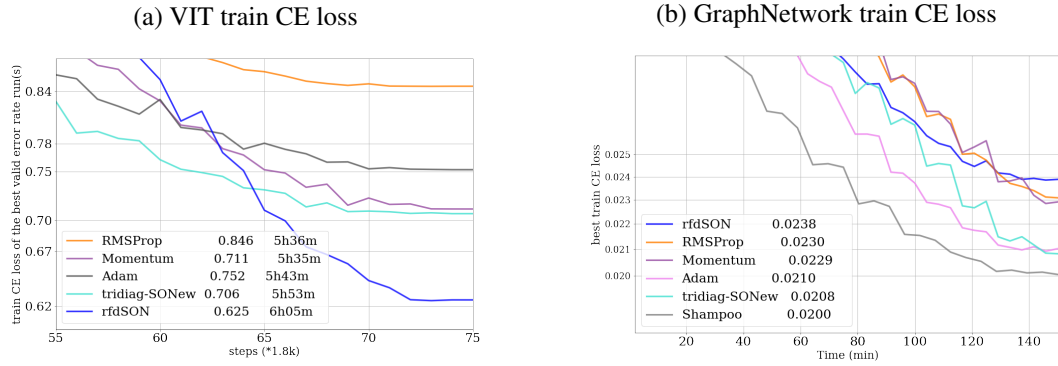 (a) VIT train CE loss
train CE loss of the best valid error rate run(s)
0.84
0.78
0.75
0.70
0.67
0.62
RMSProp 0.846 5h36m
Momentum 0.711 5h35m
Adam 0.752 5h43m
tridiag-SONew 0.706 5h53m
rfdSON 0.625 6h05m
55 60 65 70 75
steps (*1.8k)
(b) GraphNetwork train CE loss
best train CE loss
0.025
0.024
0.023
0.022
0.021
0.020
rfdSON 0.0238
RMSProp 0.0230
Momentum 0.0229
Adam 0.0210
tridiag-SONew 0.0208
Shampoo 0.0200
20 40 60 80 100 120 140
Time (min)